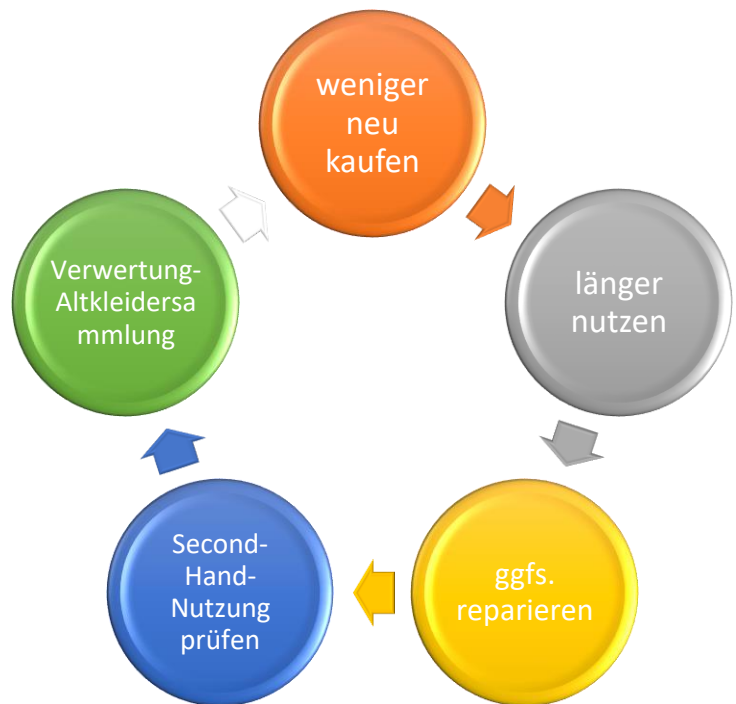 weniger
neu
kaufen
länger
nutzen
ggfs.
reparieren
Second-
Hand-
Nutzung
prüfen
Verwertung-
Altkleidersa
mmlung